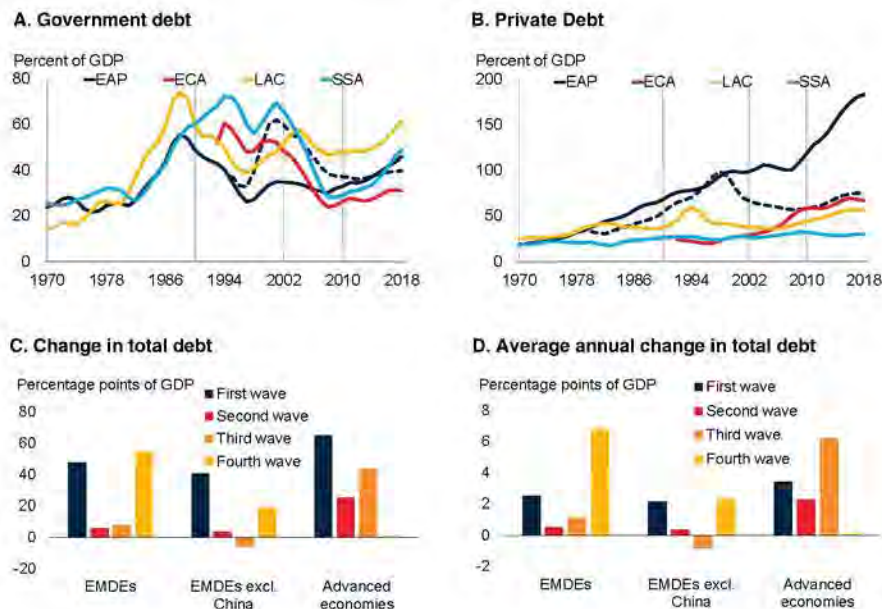 A. Government debt
Percent of GDP
EAP ECA LAC SSA
80
60
40
20
0
1970 1978 1986 1994 2002 2010 2018
B. Private Debt
Percent of GDP
EAP ECA LAC SSA
200
150
100
50
0
1970 1978 1986 1994 2002 2010 2018
C. Change in total debt
Percentage points of GDP
First wave
Second wave
Third wave
Fourth wave
80
60
40
20
0
-20
EMDEs EMDEs excl. Advanced
China economies
D. Average annual change in total debt
Percentage points of GDP
First wave
Second wave
Third wave.
Fourth wave
8
6
4
2
0
-2
EMDEs EMDEs excl. Advanced
China economies